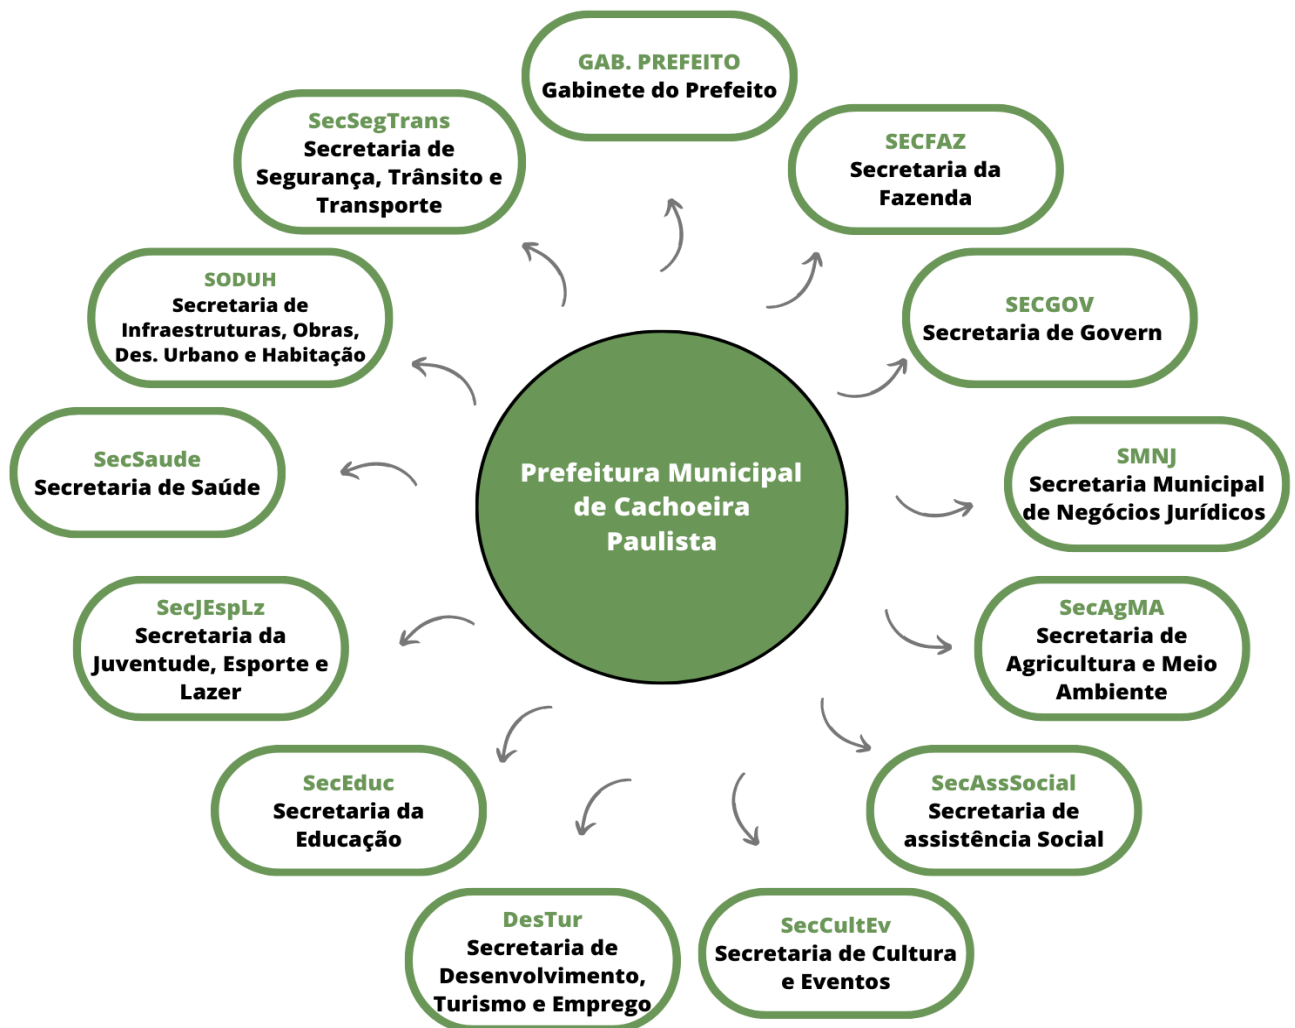 GAB. PREFEITO
Gabinete do Prefeito
SECFAZ
Secretaria da
Fazenda
SECGOV
Secretaria de Govern
SMNJ
Secretaria Municipal
de Negócios Jurídicos
SecAgMA
Secretaria de
Agricultura e Meio
Ambiente
SecAssSocial
Secretaria de
assistência Social
SecCultEv
Secretaria de Cultura
e Eventos
DesTur
Secretaria de
Desenvolvimento,
Turismo e Emprego
SecEduc
Secretaria da
Educação
SecJEspLz
Secretaria da
Juventude, Esporte e
Lazer
SecSaude
Secretaria de Saúde
SODUH
Secretaria de
Infraestruturas, Obras,
Des. Urbano e Habitação
SecSegTrans
Secretaria de
Segurança, Trânsito e
Transporte
Prefeitura Municipal
de Cachoeira
Paulista